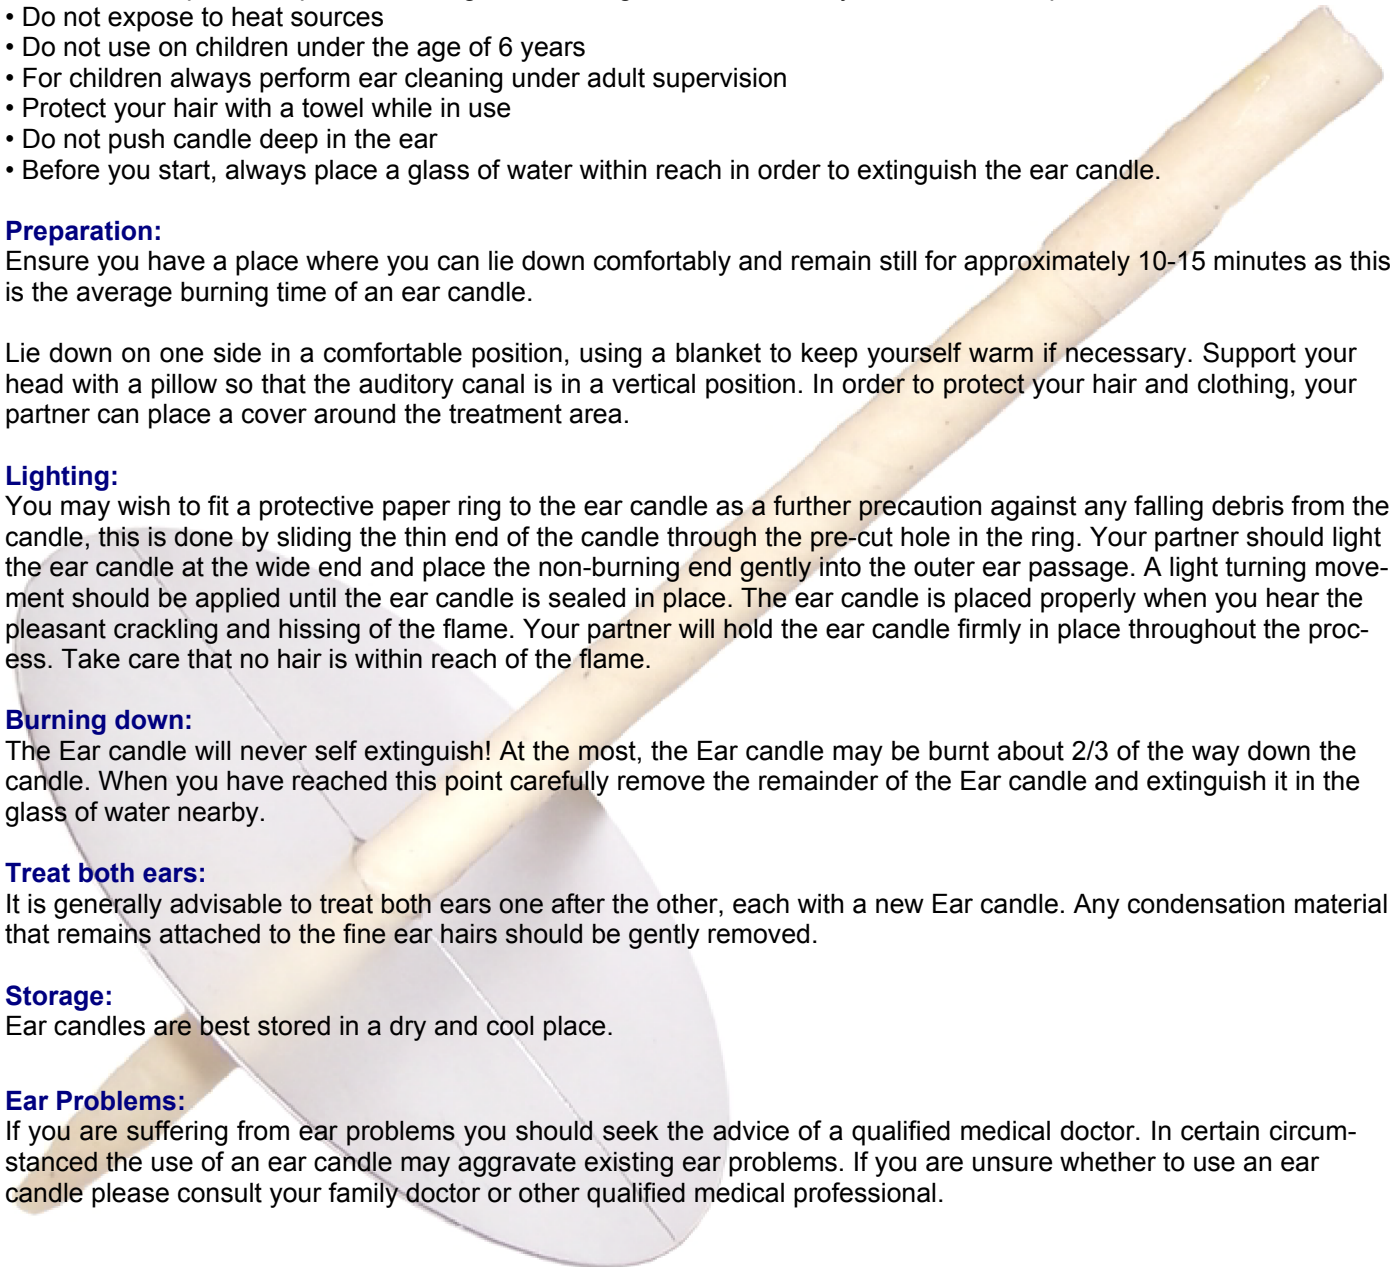 • Do not expose to heat sources
• Do not use on children under the age of 6 years
• For children always perform ear cleaning under adult supervision
• Protect your hair with a towel while in use
• Do not push candle deep in the ear
• Before you start, always place a glass of water within reach in order to extinguish the ear candle.
Preparation:
Ensure you have a place where you can lie down comfortably and remain still for approximately 10-15 minutes as this
is the average burning time of an ear candle.
Lie down on one side in a comfortable position, using a blanket to keep yourself warm if necessary. Support your
head with a pillow so that the auditory canal is in a vertical position. In order to protect your hair and clothing, your
partner can place a cover around the treatment area.
Lighting:
You may wish to fit a protective paper ring to the ear candle as a further precaution against any falling debris from the
candle, this is done by sliding the thin end of the candle through the pre-cut hole in the ring. Your partner should light
the ear candle at the wide end and place the non-burning end gently into the outer ear passage. A light turning move-
ment should be applied until the ear candle is sealed in place. The ear candle is placed properly when you hear the
pleasant crackling and hissing of the flame. Your partner will hold the ear candle firmly in place throughout the proc-
ess. Take care that no hair is within reach of the flame.
Burning down:
The Ear candle will never self extinguish! At the most, the Ear candle may be burnt about 2/3 of the way down the
candle. When you have reached this point carefully remove the remainder of the Ear candle and extinguish it in the
glass of water nearby.
Treat both ears:
It is generally advisable to treat both ears one after the other, each with a new Ear candle. Any condensation material
that remains attached to the fine ear hairs should be gently removed.
Storage:
Ear candles are best stored in a dry and cool place.
Ear Problems:
If you are suffering from ear problems you should seek the advice of a qualified medical doctor. In certain circum-
stanced the use of an ear candle may aggravate existing ear problems. If you are unsure whether to use an ear
candle please consult your family doctor or other qualified medical professional.